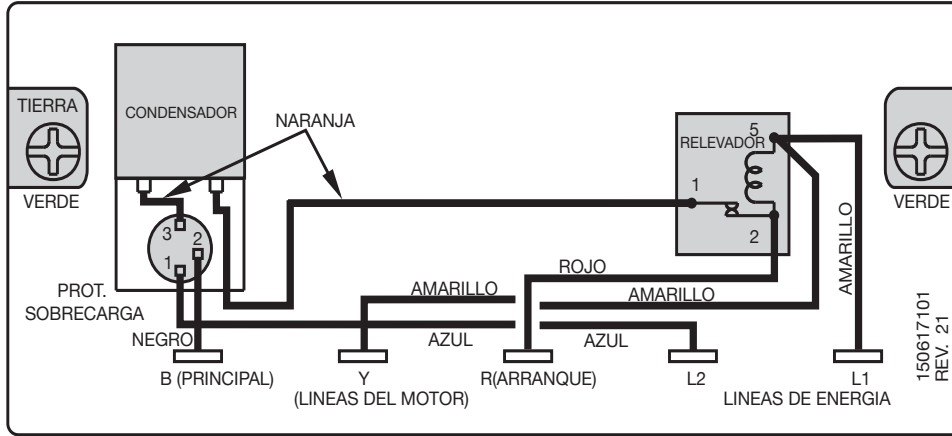 TIERRA
VERDE
CONDENSADOR
NARANJA
3
2
1
PROT.
SOBRECARGA
NEGRO
RELEVADOR
5
1
2
ROJO
AMARILLO
AMARILLO
AMARILLO
AZUL
AZUL
VERDE
B (PRINCIPAL)
Y
(LINEAS DEL MOTOR)
R(ARRANQUE)
L2
L1
LINEAS DE ENERGIA
150617101
REV. 21